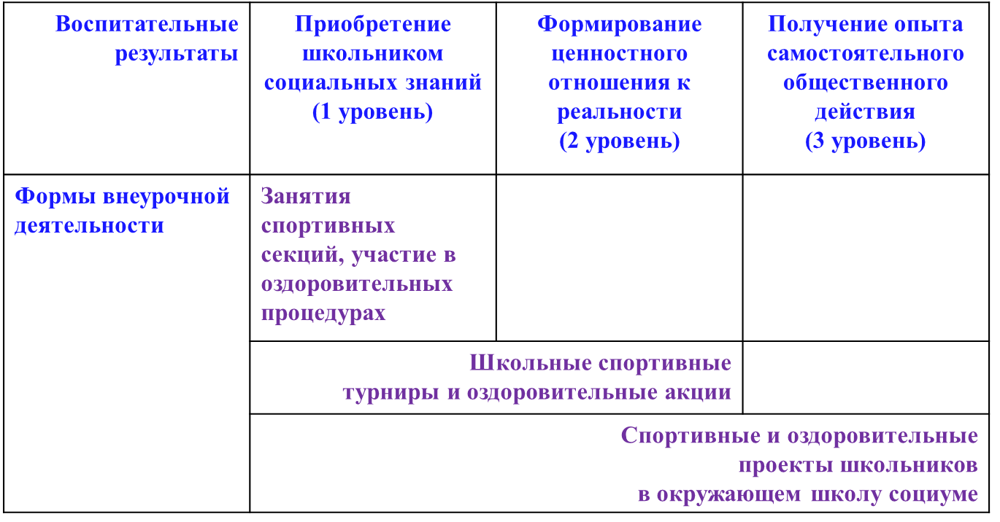 Воспитательные
результаты
Приобретение
школьником
социальных знаний
(1 уровень)
Формирование
ценностного
отношения к
реальности
(2 уровень)
Получение опыта
самостоятельного
общественного
действия
(3 уровень)
Формы внеурочной
деятельности
Занятия
спортивных
секций, участие в
оздоровительных
процедурах
Школьные спортивные
турниры и оздоровительные акции
Спортивные и оздоровительные
проекты школьников
в окружающем школу социуме